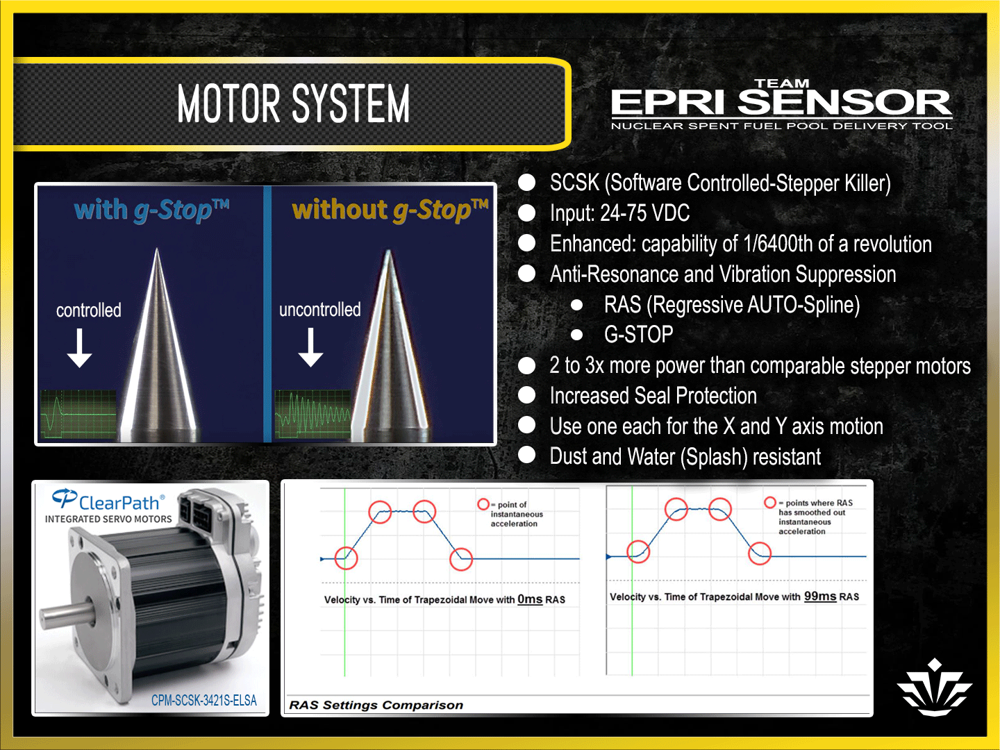 MOTOR SYSTEM
TEAM
EPRI SENSOR
NUCLEAR SPENT FUEL POOL DELIVERY TOOL
with g-Stop™
without g-Stop™
controlled
uncontrolled
SCSK (Software Controlled-Stepper Killer)
Input: 24-75 VDC
Enhanced: capability of 1/6400th of a revolution
Anti-Resonance and Vibration Suppression
RAS (Regressive AUTO-Spline)
G-STOP
2 to 3x more power than comparable stepper motors
Increased Seal Protection
Use one each for the X and Y axis motion
Dust and Water (Splash) resistant
ClearPath®
INTEGRATED SERVO MOTORS
CPM-SCSK-3421S-ELSA
= point of
instantaneous
acceleration
Velocity vs. Time of Trapezoidal Move with 0ms RAS
= points where RAS
has smoothed out
instantaneous
acceleration
Velocity vs. Time of Trapezoidal Move with 99ms RAS
RAS Settings Comparison